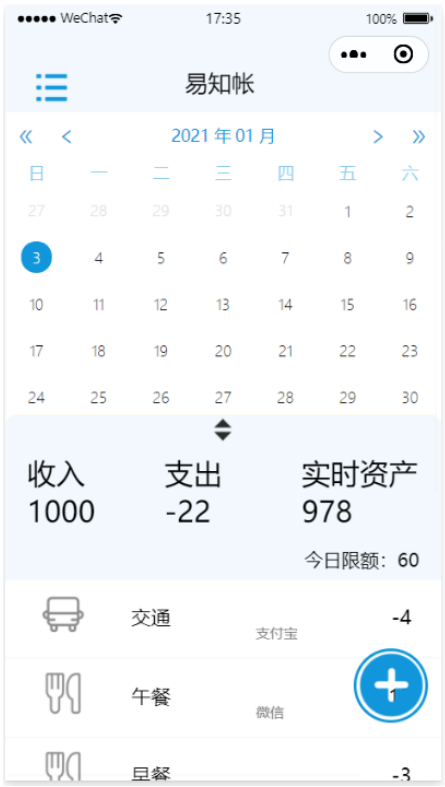 WeChat 17:35 100%
易知帐
« < 2021 年 01 月 > »
日 一 二 三 四 五 六
27 28 29 30 31 1 2
3 4 5 6 7 8 9
10 11 12 13 14 15 16
17 18 19 20 21 22 23
24 25 26 27 28 29 30
收入 支出 实时资产
1000 -22 978
今日限额：60
交通 支付宝 -4
午餐 微信
早餐 -3